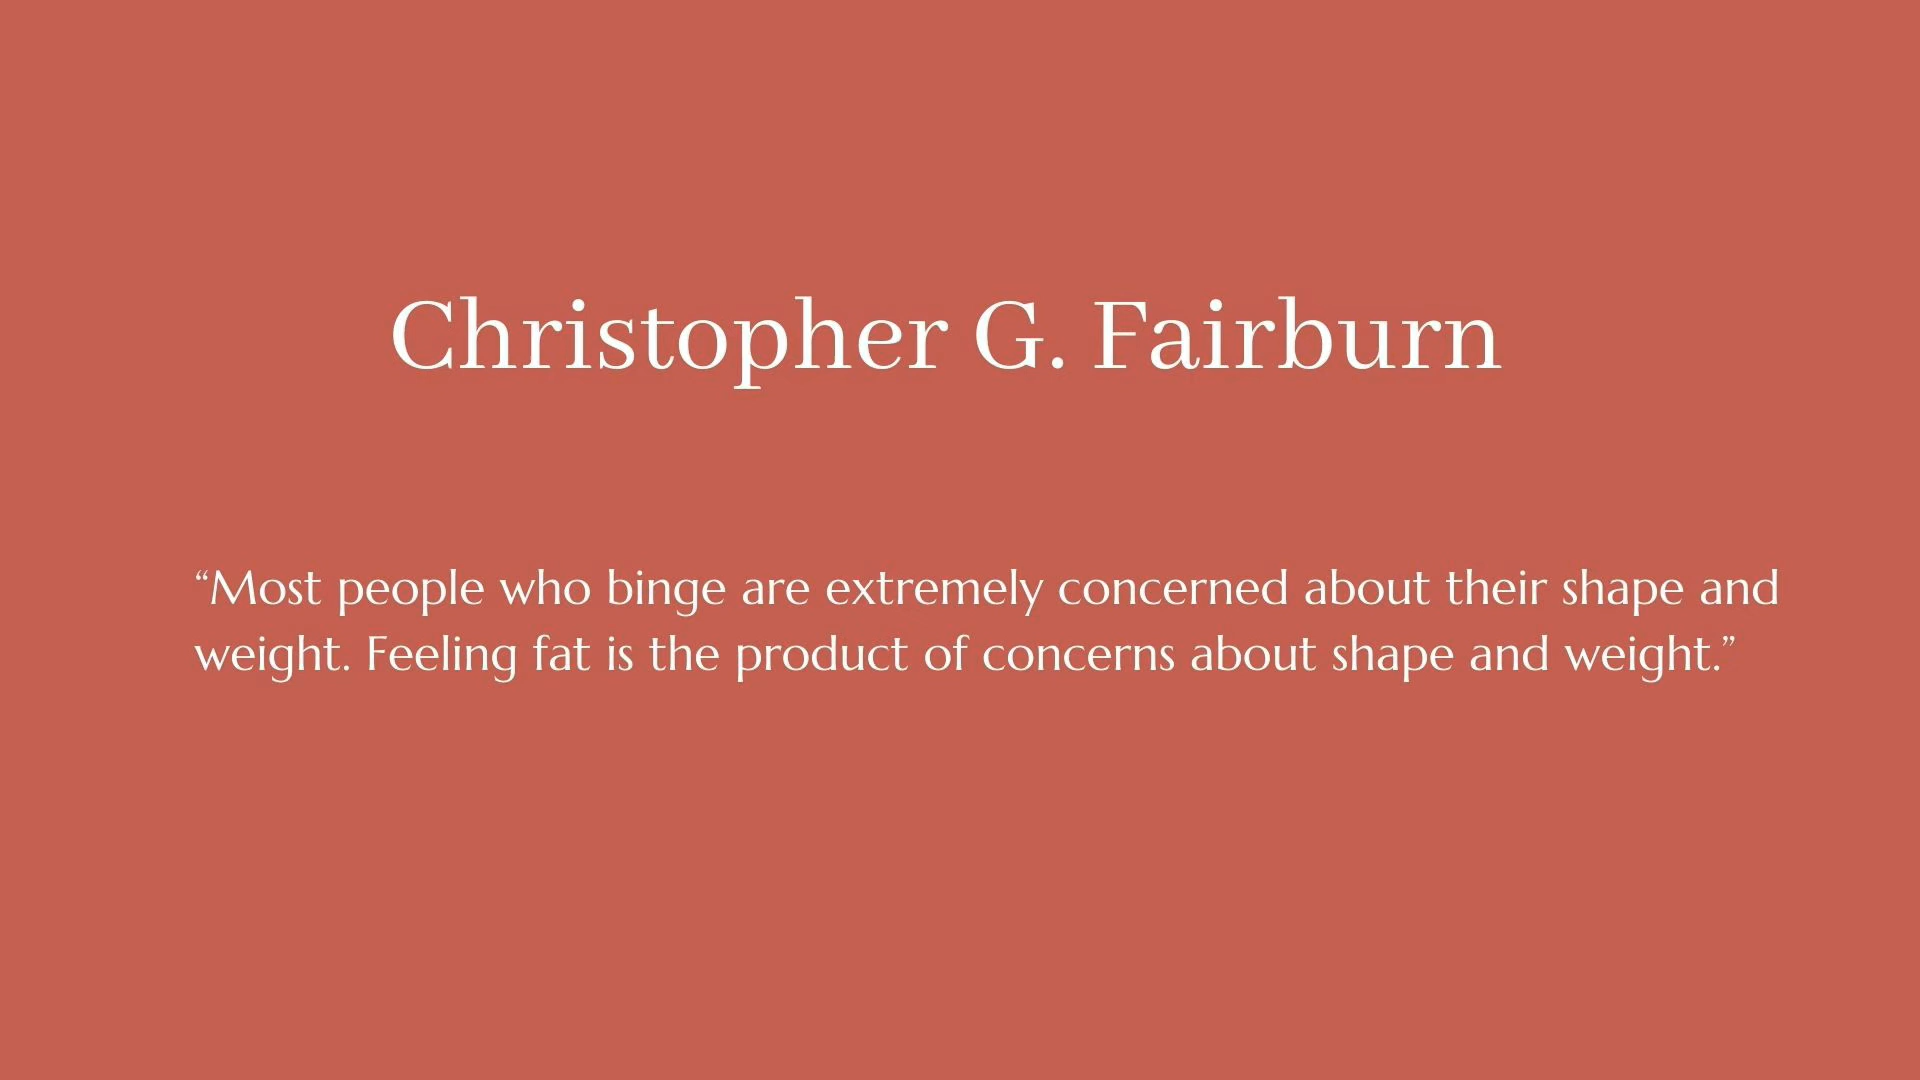 Christopher G. Fairburn
“Most people who binge are extremely concerned about their shape and
weight. Feeling fat is the product of concerns about shape and weight.”